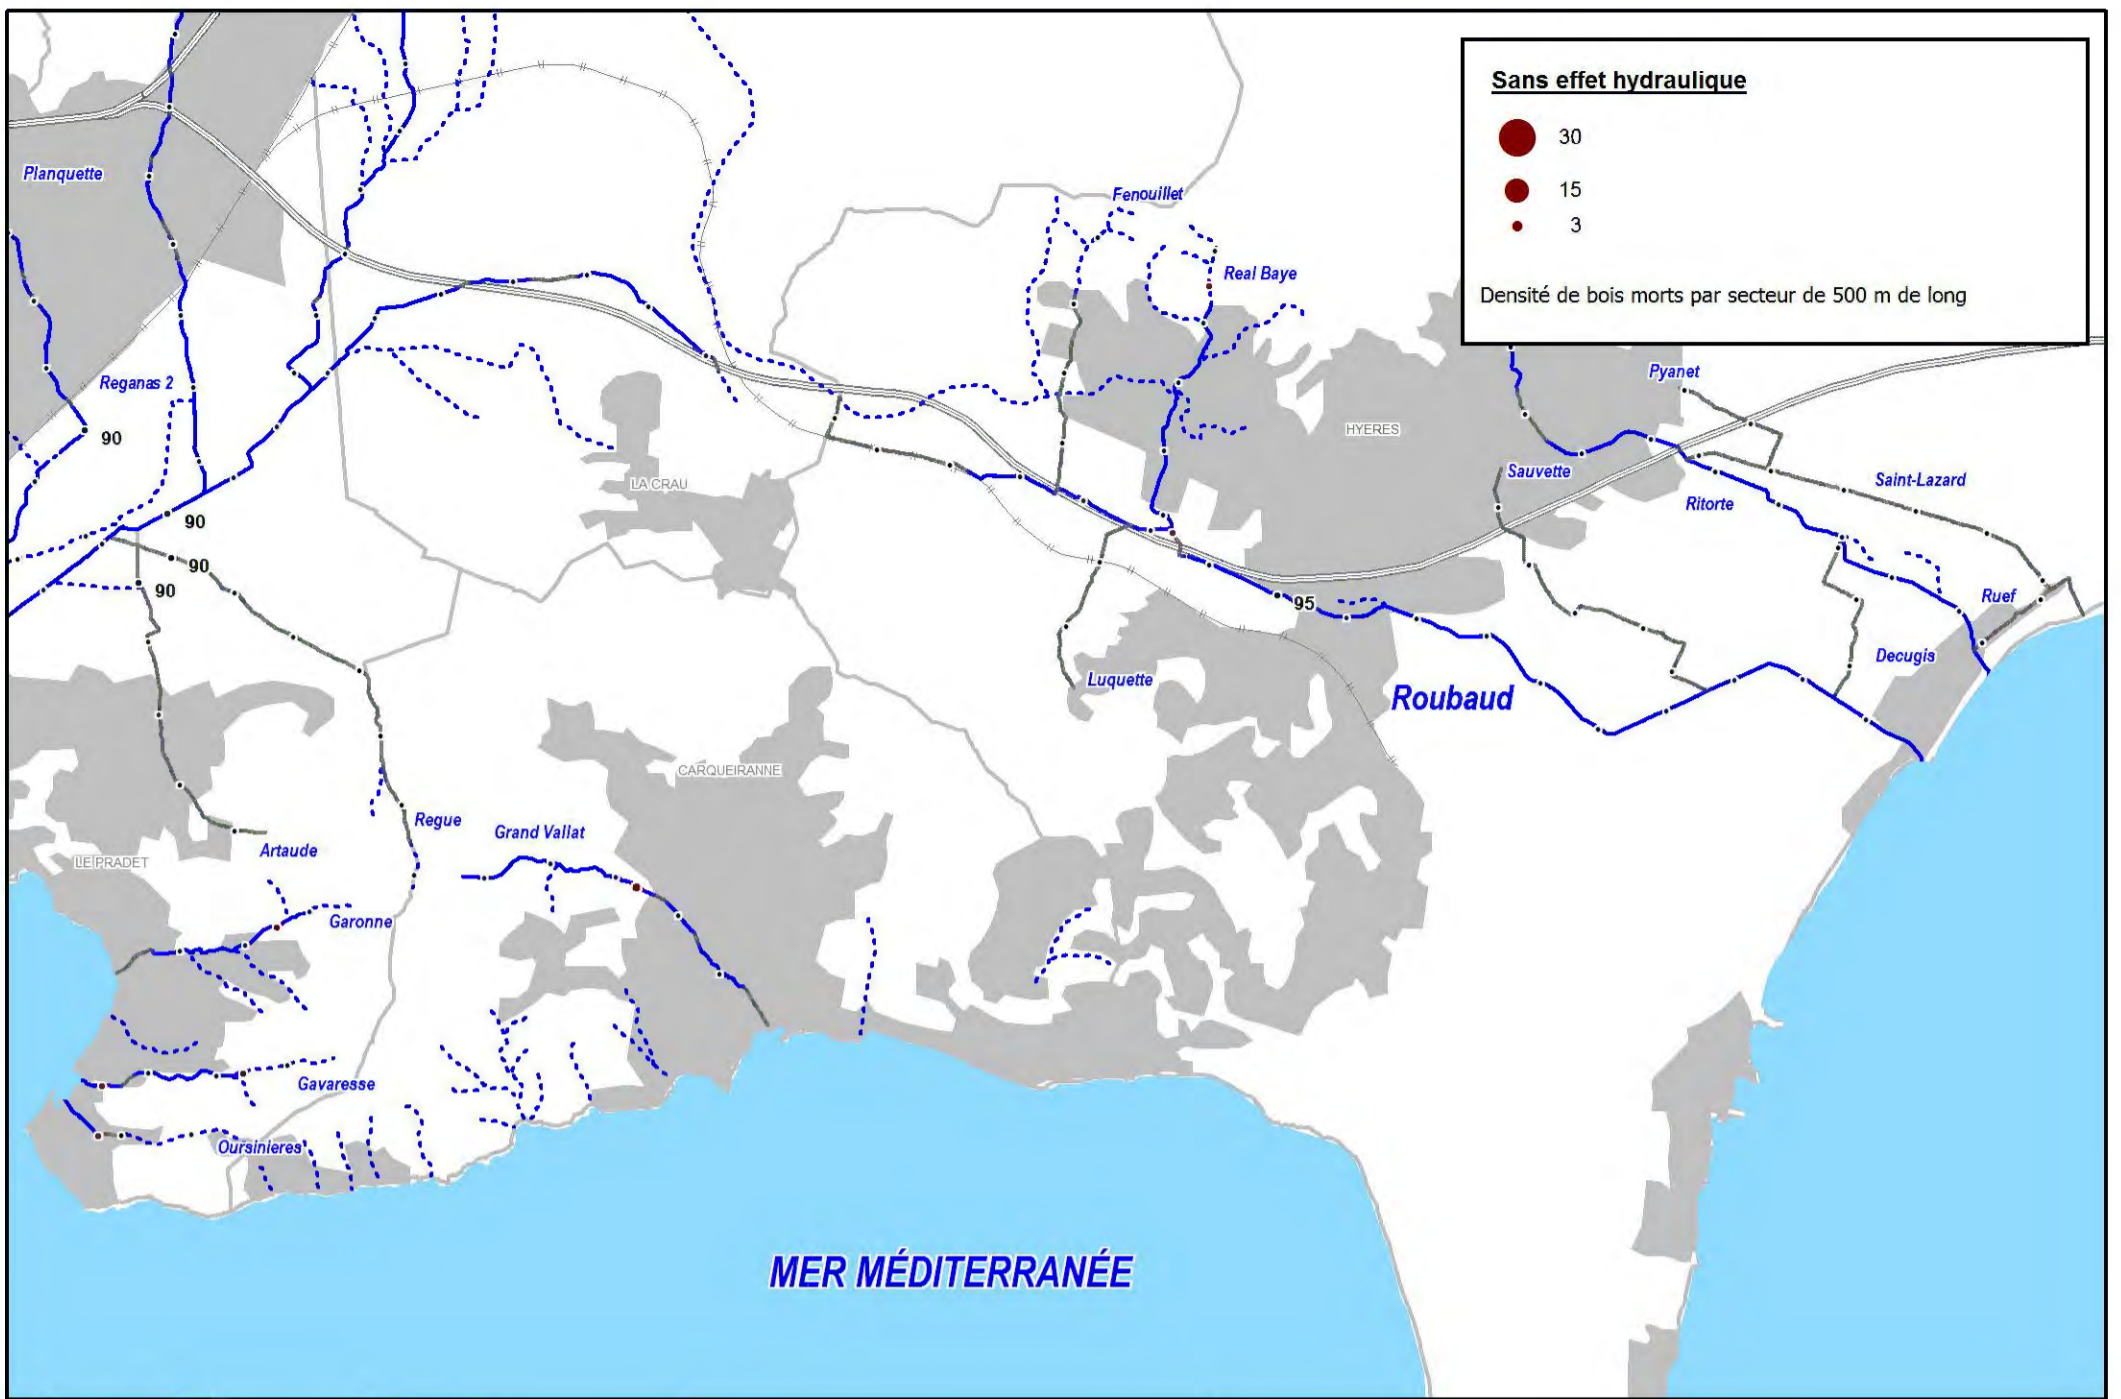 Sans effet hydraulique
30
15
3
Densité de bois morts par secteur de 500 m de long
Planquette
Fenouillet
Real Baye
Pyanet
Reganas 2
90
HYERES
LA CRAU
Sauvette
Saint-Lazard
Ritorte
90
90
90
95
Ruef
Decugis
Luquette
Roubaud
CARQUEIRANNE
Regue
Grand Vallat
Artaude
LE PRADET
Garonne
Gavaresse
Oursinieres
MER MÉDITERRANÉE